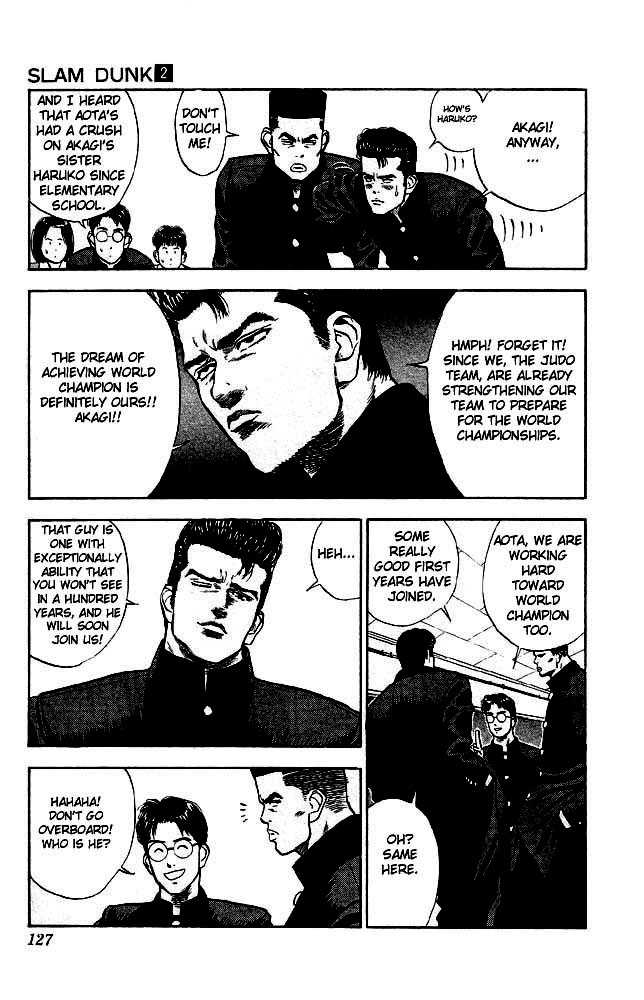 SLAM DUNK 2
AKAGI!
ANYWAY,
...
HOW'S
HARUKO?
DON'T
TOUCH
ME!
AND I HEARD
THAT AOTA'S
HAD A CRUSH
ON AKAGI'S
SISTER
HARUKO SINCE
ELEMENTARY
SCHOOL.
HMPH! FORGET IT!
SINCE WE, THE JUDO
TEAM, ARE ALREADY
STRENGTHENING OUR
TEAM TO PREPARE
FOR THE WORLD
CHAMPIONSHIPS.
THE DREAM OF
ACHIEVING WORLD
CHAMPION IS
DEFINITELY OURS!!
AKAGI!!
AOTA, WE ARE
WORKING
HARD
TOWARD
WORLD
CHAMPION
TOO.
SOME
REALLY
GOOD FIRST
YEARS HAVE
JOINED.
OH?
SAME
HERE.
HEH...
THAT GUY IS
ONE WITH
EXCEPTIONALLY
ABILITY THAT
YOU WON'T SEE
IN A HUNDRED
YEARS, AND HE
WILL SOON
JOIN US!
HAHAHA!
DON'T GO
OVERBOARD!
WHO IS HE?
127